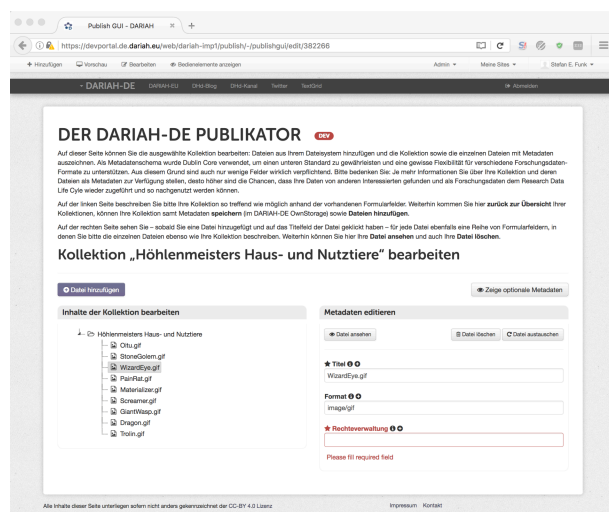 Publish GUI - DARIAH
https://devportal.de.dariah.eu/web/dariah-imp1/publish/-/publishgui/edit/382266
Hinzufügen Vorschau Bearbeiten Bedienelemente anzeigen Admin Meine Sites Stefan E. Funk
DARIAH-DE DARIAH-EU DHd-Blog DHd-Kanal Twitter TextGrid Abmelden
DER DARIAH-DE PUBLIKATOR DEV
Auf dieser Seite können Sie die ausgewählte Kollektion bearbeiten: Dateien aus Ihrem Dateisystem hinzufügen und die Kollektion sowie die einzelnen Dateien mit Metadaten
auszeichnen. Als Metadatenschema wurde Dublin Core verwendet, um einen unteren Standard zu gewährleisten und eine gewisse Flexibilität für verschiedene Forschungsdaten-
Formate zu unterstützen. Aus diesem Grund sind auch nur wenige Felder wirklich verpflichtend. Bitte bedenken Sie: Je mehr Informationen Sie über Ihre Kollektion und deren
Dateien als Metadaten zur Verfügung stellen, desto höher sind die Chancen, dass Ihre Daten von anderen Interessierten gefunden und als Forschungsdaten dem Research Data
Life Cyle wieder zugeführt und so nachgenutzt werden können.
Auf der linken Seite beschreiben Sie bitte Ihre Kollektion so treffend wie möglich anhand der vorhandenen Formularfelder. Weiterhin kommen Sie hier zurück zur Übersicht Ihrer
Kollektionen, können Ihre Kollektion samt Metadaten speichern (im DARIAH-DE OwnStorage) sowie Dateien hinzufügen.
Auf der rechten Seite sehen Sie – sobald Sie eine Datei hinzugefügt und auf das Titelfeld der Datei geklickt haben – für jede Datei ebenfalls eine Reihe von Formularfeldern, in
denen Sie bitte die einzelnen Dateien ebenso wie Ihre Kollektion beschreiben. Weiterhin können Sie hier Ihre Datei ansehen und auch Ihre Datei löschen.
Kollektion „Höhlenmeisters Haus- und Nutztiere“ bearbeiten
Datei hinzufügen
Zeige optionale Metadaten
Inhalte der Kollektion bearbeiten
Höhlenmeisters Haus- und Nutztiere
Oitu.gif
StoneGolem.gif
WizardEye.gif
PainRat.gif
Materializer.gif
Screamer.gif
GiantWasp.gif
Dragon.gif
Trolin.gif
Metadaten editieren
Datei ansehen Datei löschen Datei austauschen
Titel
WizardEye.gif
Format
image/gif
Rechteverwaltung
Please fill required field
Alle Inhalte dieser Seite unterliegen sofern nicht anders gekennzeichnet der CC-BY 4.0 Lizenz
Impressum Kontakt